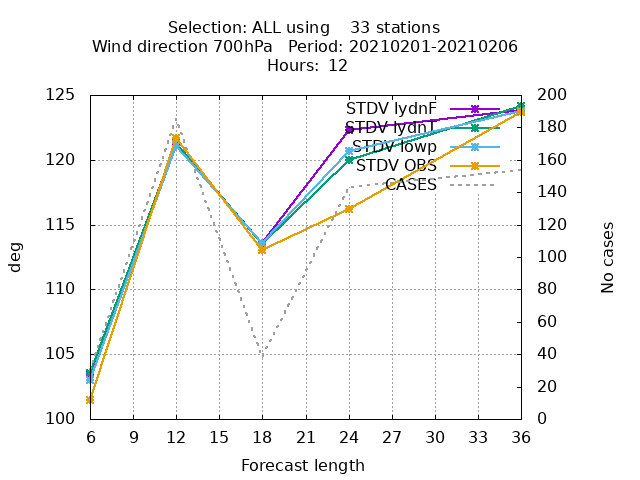 Selection: ALL using 33 stations
Wind direction 700hPa Period: 20210201-20210206
Hours: 12
125
120
115
110
105
100
deg
200
180
160
140
120
100
80
60
40
20
0
No cases
STDV lydnF
STDV lydnT
STDV lowp
STDV OBS
CASES
6 9 12 15 18 21 24 27 30 33 36
Forecast length